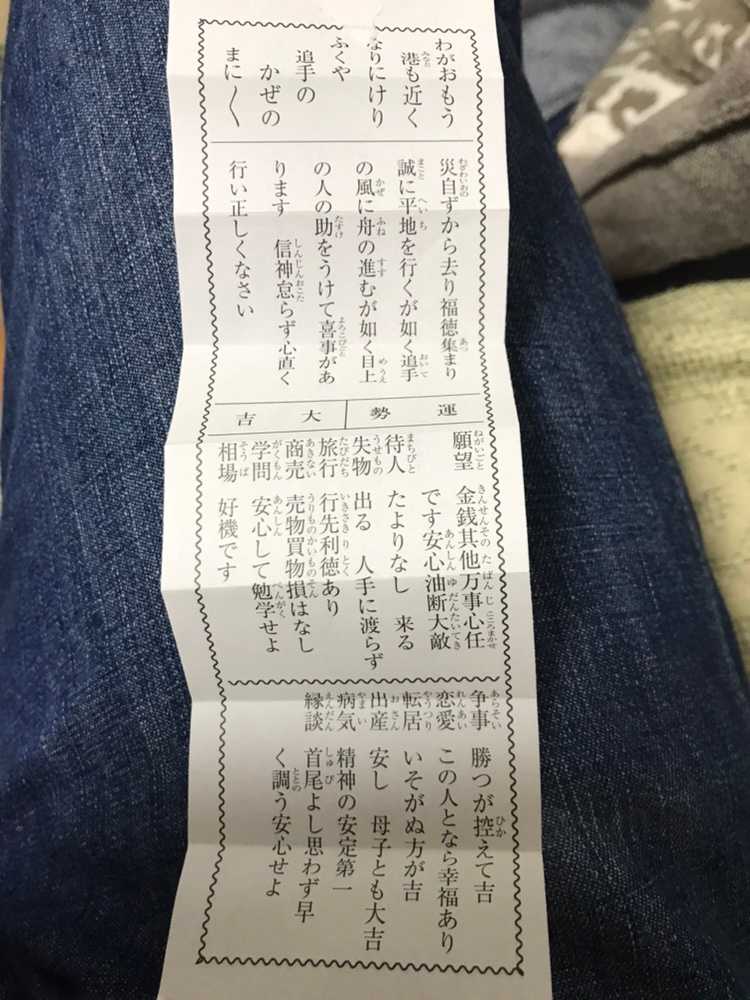 わがおもう
港も近く
なりにけり
ふくや
追手の
かぜの
まに〳〵
災自ずから去り福徳集まり
誠に平地を行くが如く追手
の風に舟の進むが如く目上
の人の助をうけて喜事があ
ります　信神怠らず心直く
行い正しくなさい
運勢　大吉
願望　金銭其他万事心任
です安心油断大敵
待人　たよりなし　来る
失物　出る　人手に渡らず
旅行　行先利徳あり
商売　売物買物損はなし
学問　安心して勉学せよ
相場　好機です
争事　勝つが控えて吉
恋愛　この人となら幸福あり
転居　いそがぬ方が吉
出産　安し　母子とも大吉
病気　精神の安定第一
縁談　首尾よし思わず早
く調う安心せよ